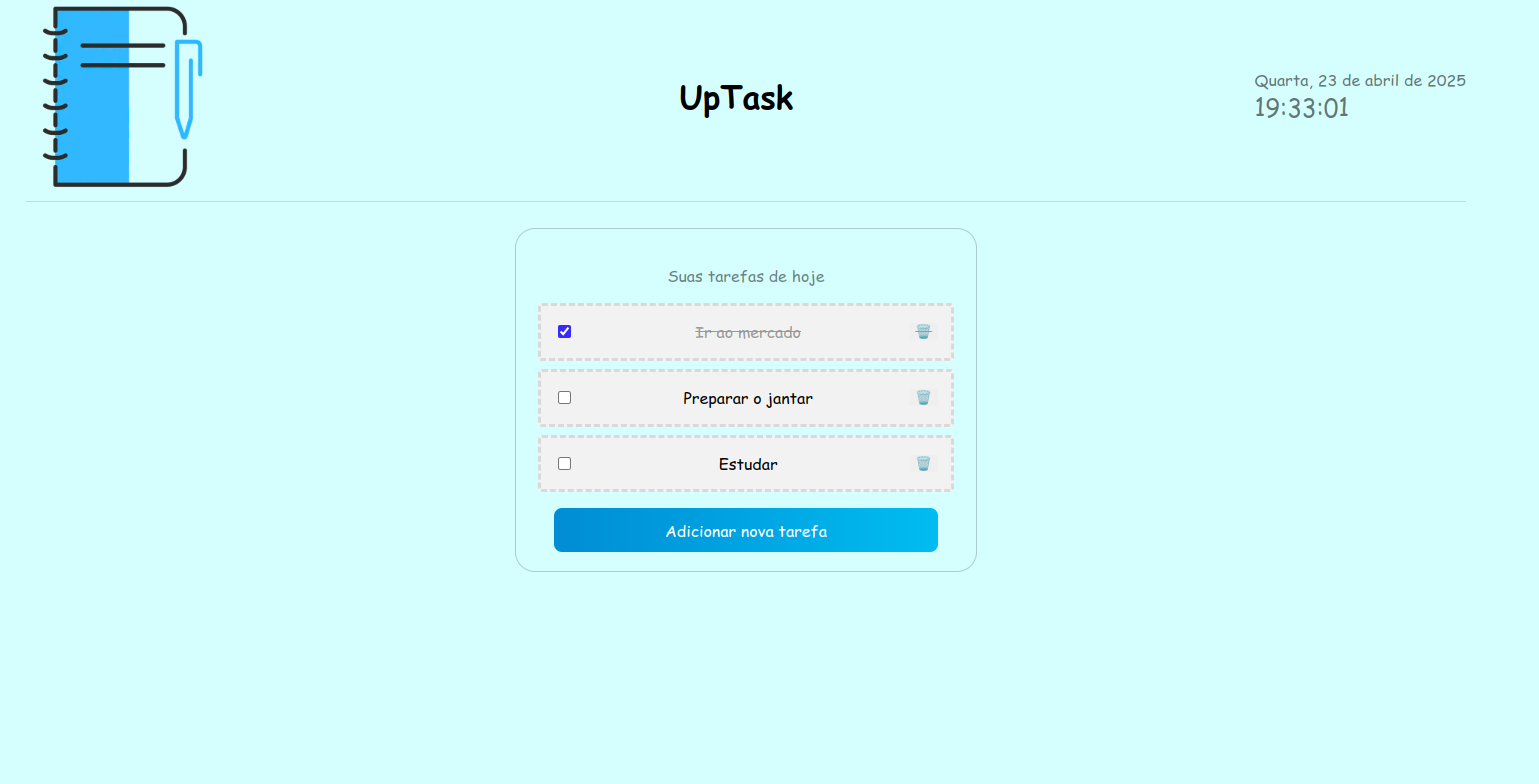 UpTask
Quarta, 23 de abril de 2025
19:33:01
Suas tarefas de hoje
Ir ao mercado
Preparar o jantar
Estudar
Adicionar nova tarefa